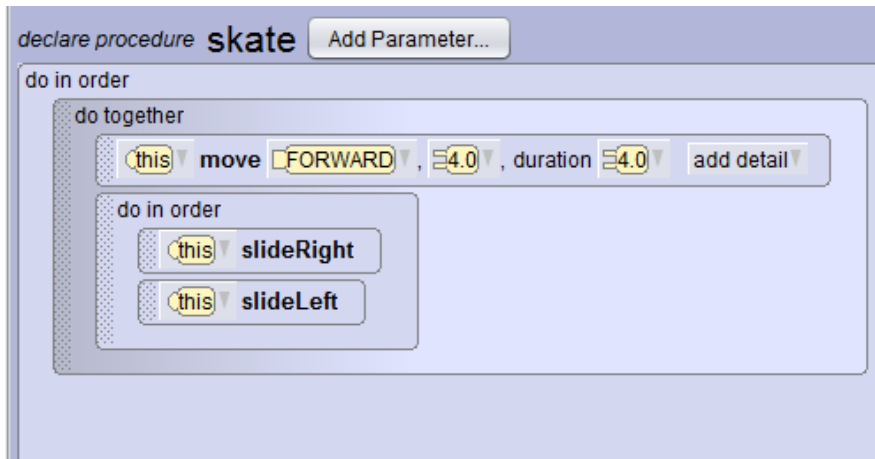 declare procedure skate Add Parameter...
do in order
do together
this move FORWARD , 4.0 , duration 4.0 add detail
do in order
this slideRight
this slideLeft